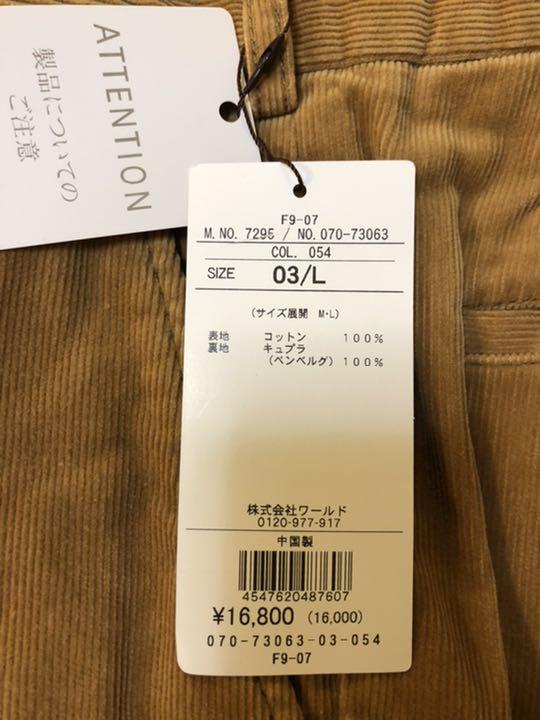 ATTENTION
製品についての
ご注意
F9-07
M.NO. 7295 / NO.070-73063
COL. 054
SIZE 03/L
(サイズ展開 M・L)
表地 コットン 100%
裏地 キュプラ
(ベンベルグ) 100%
株式会社ワールド
0120-977-917
中国製
4547620487607
¥16,800 (16,000)
070-73063-03-054
F9-07